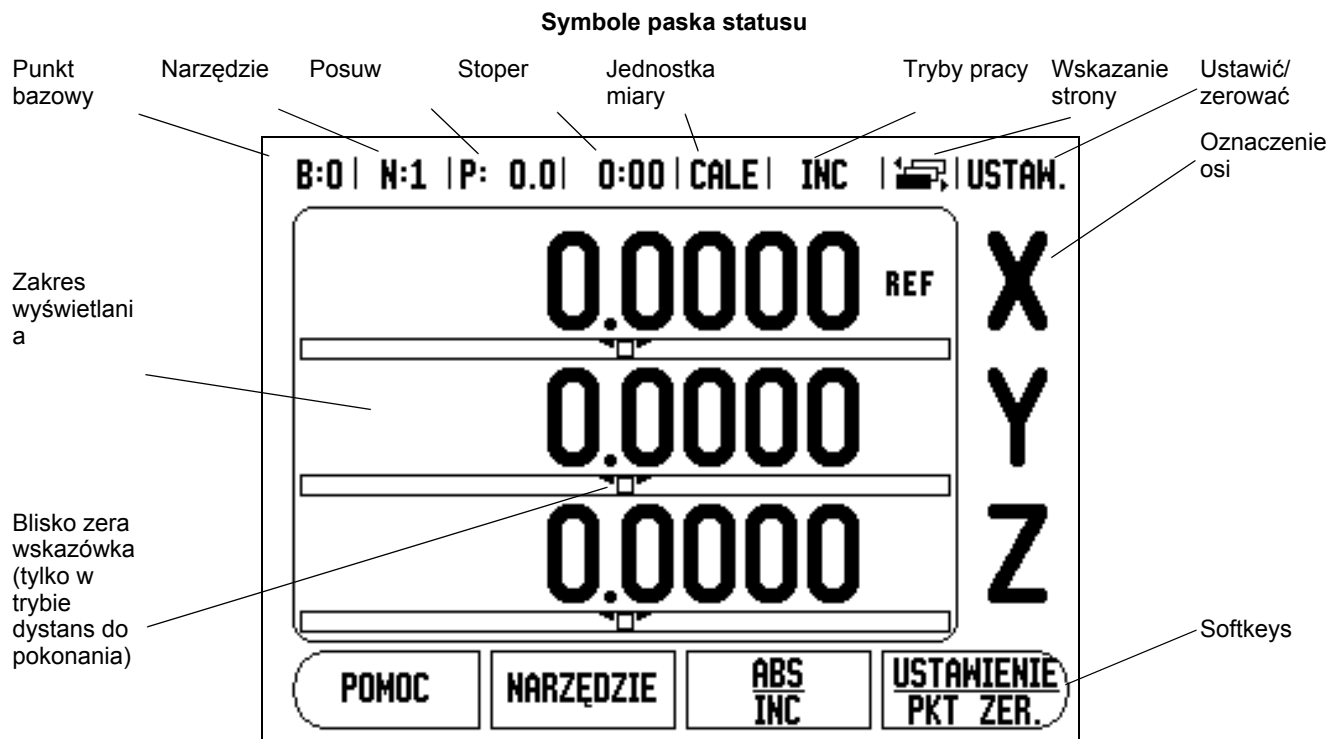 Symbole paska statusu
Punkt bazowy
Narzędzie
Posuw
Stoper
Jednostka miary
Tryby pracy
Wskazanie strony
Ustawić/ zerować
Oznaczenie osi
B:0| N:1 |P: 0.0| 0:00|CALE| INC | |USTAW.
0.0000 REF X
Zakres
wyświetlani
a
0.0000 Y
Blisko zera
wskazówka
(tylko w
trybie
dystans do
pokonania)
0.0000 Z
Softkeys
POMOC
NARZĘDZIE
ABS
INC
USTAWIENIE
PKT ZER.